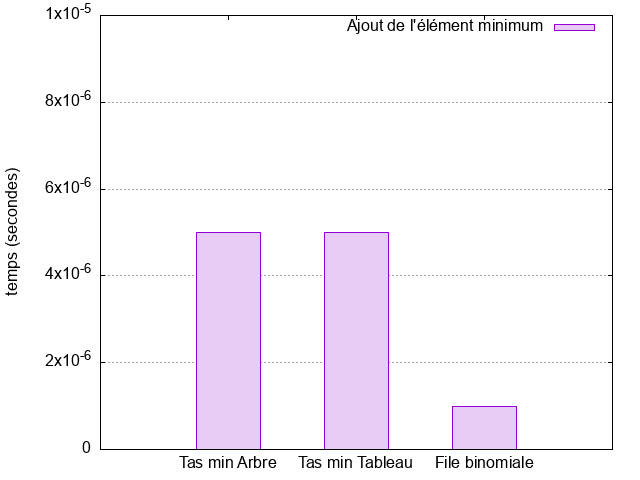 1x10⁻⁵
Ajout de l'élément minimum
8x10⁻⁶
6x10⁻⁶
temps (secondes)
4x10⁻⁶
2x10⁻⁶
0
Tas min Arbre
Tas min Tableau
File binomiale